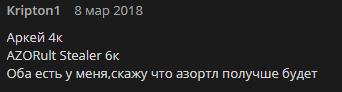 Kripton1 8 мар 2018
Аркей 4к
AZORult Stealer 6к
Оба есть у меня,скажу что азортл получше будет